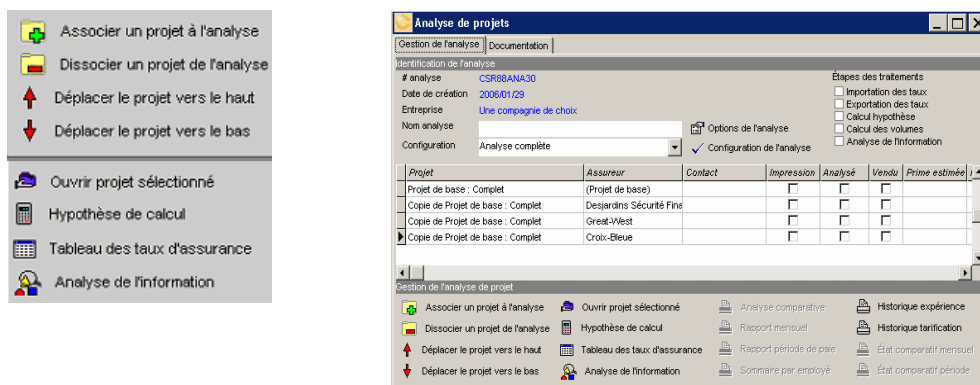 Associer un projet à l'analyse
Dissocier un projet de l'analyse
Déplacer le projet vers le haut
Déplacer le projet vers le bas
Ouvrir projet sélectionné
Hypothèse de calcul
Tableau des taux d'assurance
Analyse de l'information
Analyse de projets
Gestion de l'analyse Documentation
Identification de l'analyse
# analyse CSR88ANA30 Étapes des traitements
Date de création 2006/01/29 Importation des taux
Exportation des taux
Entreprise Une compagnie de choix Calcul hypothèse
Nom analyse Options de l'analyse Calcul des volumes
Analyse de l'information
Configuration Analyse complète Configuration de l'analyse
Projet Assureur Contact Impression Analysé Vendu Prime estimée
Projet de base : Complet (Projet de base)
Copie de Projet de base : Complet Desjardins Sécurité Fina
Copie de Projet de base : Complet Great-West
Copie de Projet de base : Complet Croix-Bleue
Gestion de l'analyse de projet
Associer un projet à l'analyse Ouvrir projet sélectionné Analyse comparative Historique expérience
Dissocier un projet de l'analyse Hypothèse de calcul Rapport mensuel Historique tarification
Déplacer le projet vers le haut Tableau des taux d'assurance Rapport période de paie État comparatif mensuel
Déplacer le projet vers le bas Analyse de l'information Sommaire par employé État comparatif période